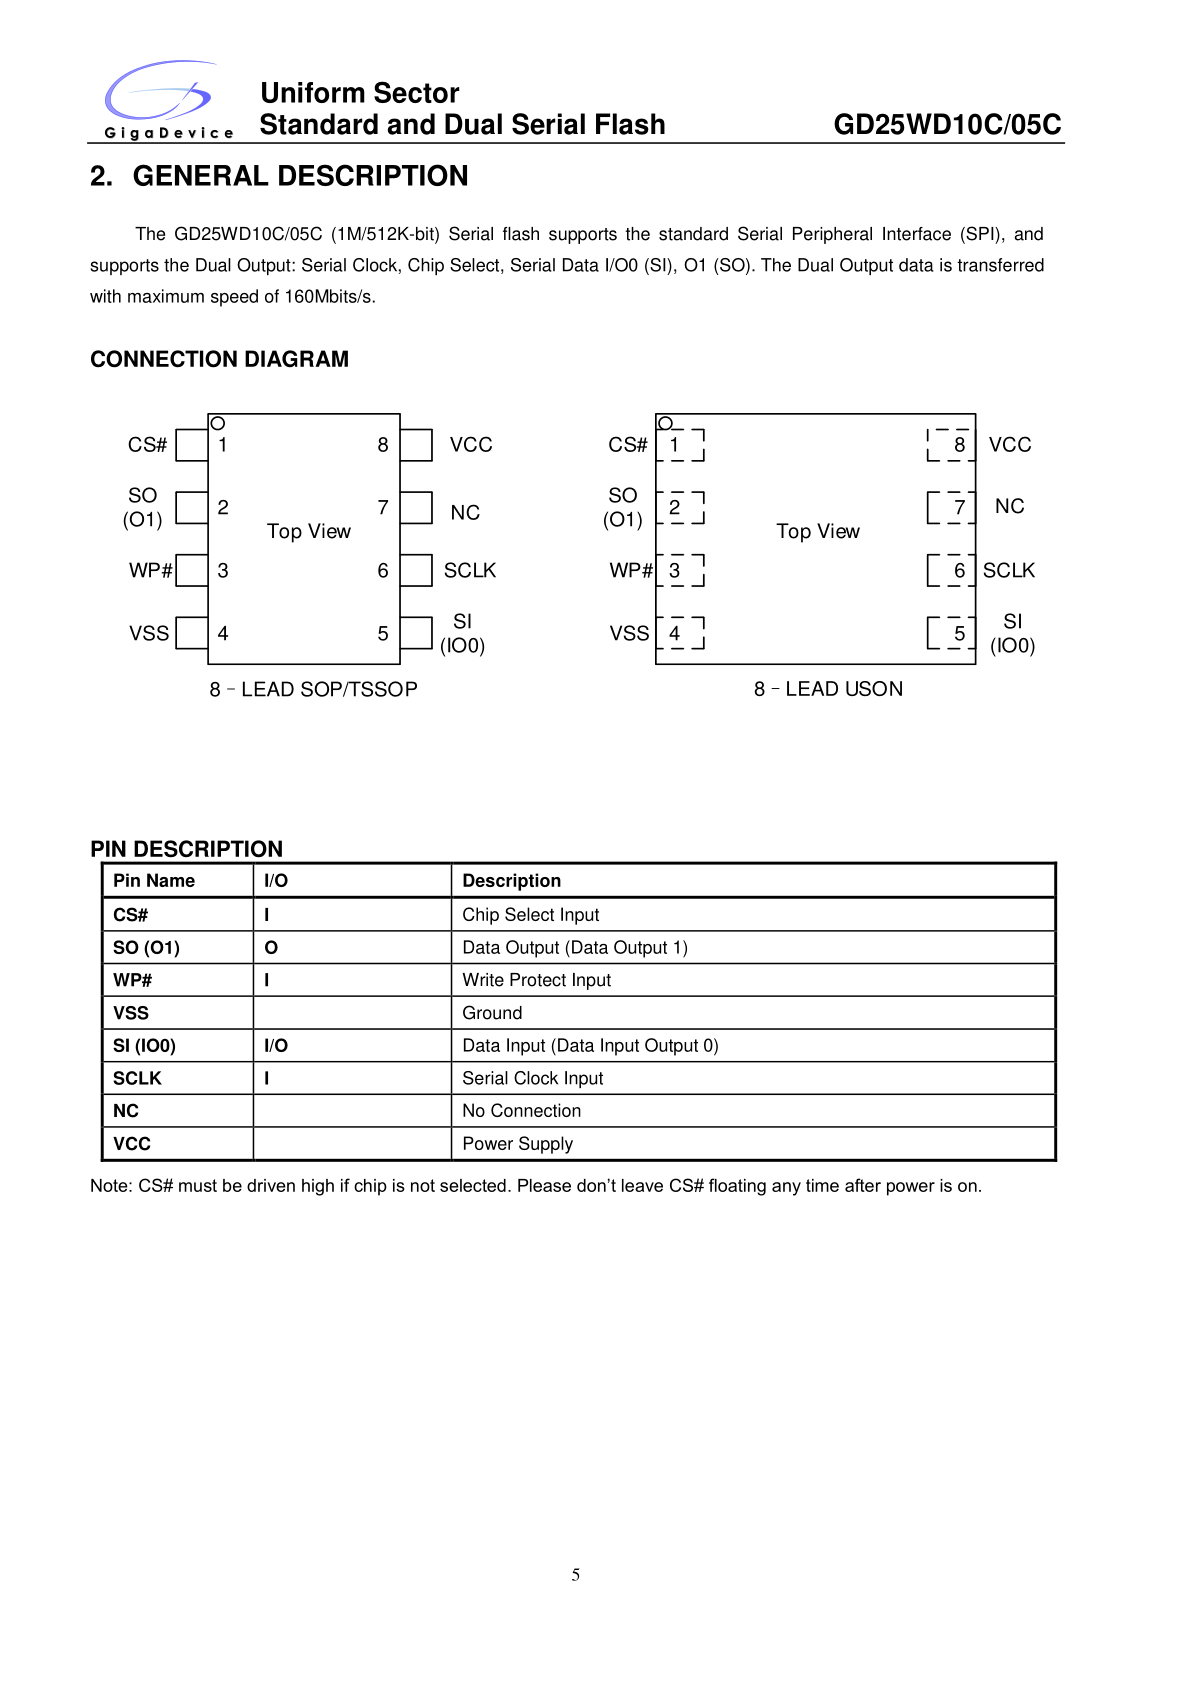 GigaDevice
Uniform Sector
Standard and Dual Serial Flash GD25WD10C/05C
2. GENERAL DESCRIPTION
The GD25WD10C/05C (1M/512K-bit) Serial flash supports the standard Serial Peripheral Interface (SPI), and
supports the Dual Output: Serial Clock, Chip Select, Serial Data I/O0 (SI), O1 (SO). The Dual Output data is transferred
with maximum speed of 160Mbits/s.
CONNECTION DIAGRAM
CS# 1 8 VCC
SO
(O1) 2 7 NC
Top View
WP# 3 6 SCLK
VSS 4 5 SI
(IO0)
8 – LEAD SOP/TSSOP
CS# 1 8 VCC
SO
(O1) 2 7 NC
Top View
WP# 3 6 SCLK
VSS 4 5 SI
(IO0)
8 – LEAD USON
PIN DESCRIPTION
Pin Name I/O Description
CS# I Chip Select Input
SO (O1) O Data Output (Data Output 1)
WP# I Write Protect Input
VSS Ground
SI (IO0) I/O Data Input (Data Input Output 0)
SCLK I Serial Clock Input
NC No Connection
VCC Power Supply
Note: CS# must be driven high if chip is not selected. Please don’t leave CS# floating any time after power is on.
5